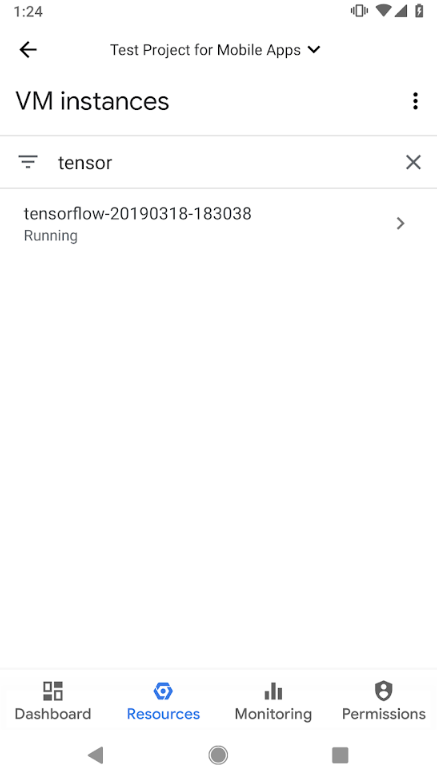 1:24
Test Project for Mobile Apps
VM instances
tensor
tensorflow-20190318-183038
Running
Dashboard
Resources
Monitoring
Permissions